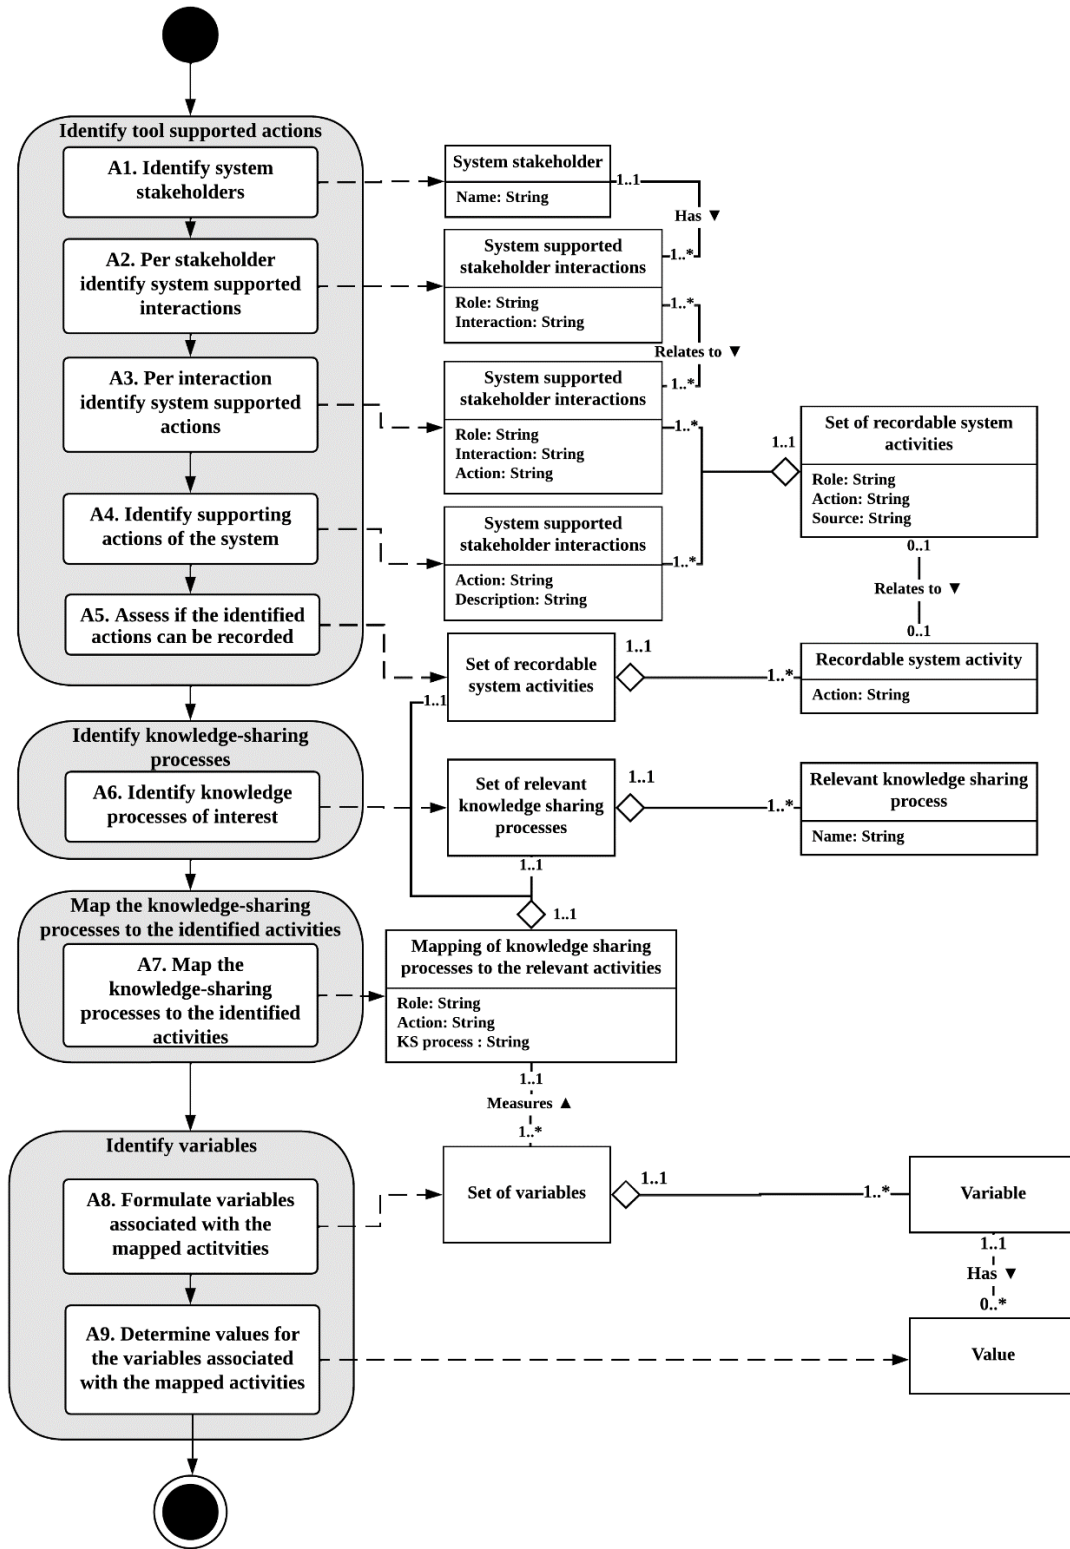 Identify tool supported actions
A1. Identify system
stakeholders
A2. Per stakeholder
identify system supported
interactions
A3. Per interaction
identify system supported
actions
A4. Identify supporting
actions of the system
A5. Assess if the identified
actions can be recorded
Identify knowledge-sharing
processes
A6. Identify knowledge
processes of interest
Map the knowledge-sharing
processes to the identified activities
A7. Map the
knowledge-sharing
processes to the identified
activities
Identify variables
A8. Formulate variables
associated with the
mapped actitvities
A9. Determine values for
the variables associated
with the mapped activities
System stakeholder
Name: String
1..1
Has ▼
1..*
System supported
stakeholder interactions
Role: String
Interaction: String
1..*
Relates to ▼
1..*
System supported
stakeholder interactions
Role: String
Interaction: String
Action: String
1..*
System supported
stakeholder interactions
Action: String
Description: String
1..*
1..1
Set of recordable system
activities
Role: String
Action: String
Source: String
0..1
Relates to ▼
0..1
Set of recordable
system activities
1..1
1..1
1..*
Recordable system activity
Action: String
Set of relevant
knowledge sharing
processes
1..1
1..*
Relevant knowledge sharing
process
Name: String
1..1
1..1
Mapping of knowledge sharing
processes to the relevant activities
Role: String
Action: String
KS process : String
1..1
Measures ▲
1..*
Set of variables
1..1
1..*
Variable
1..1
Has ▼
0..*
Value